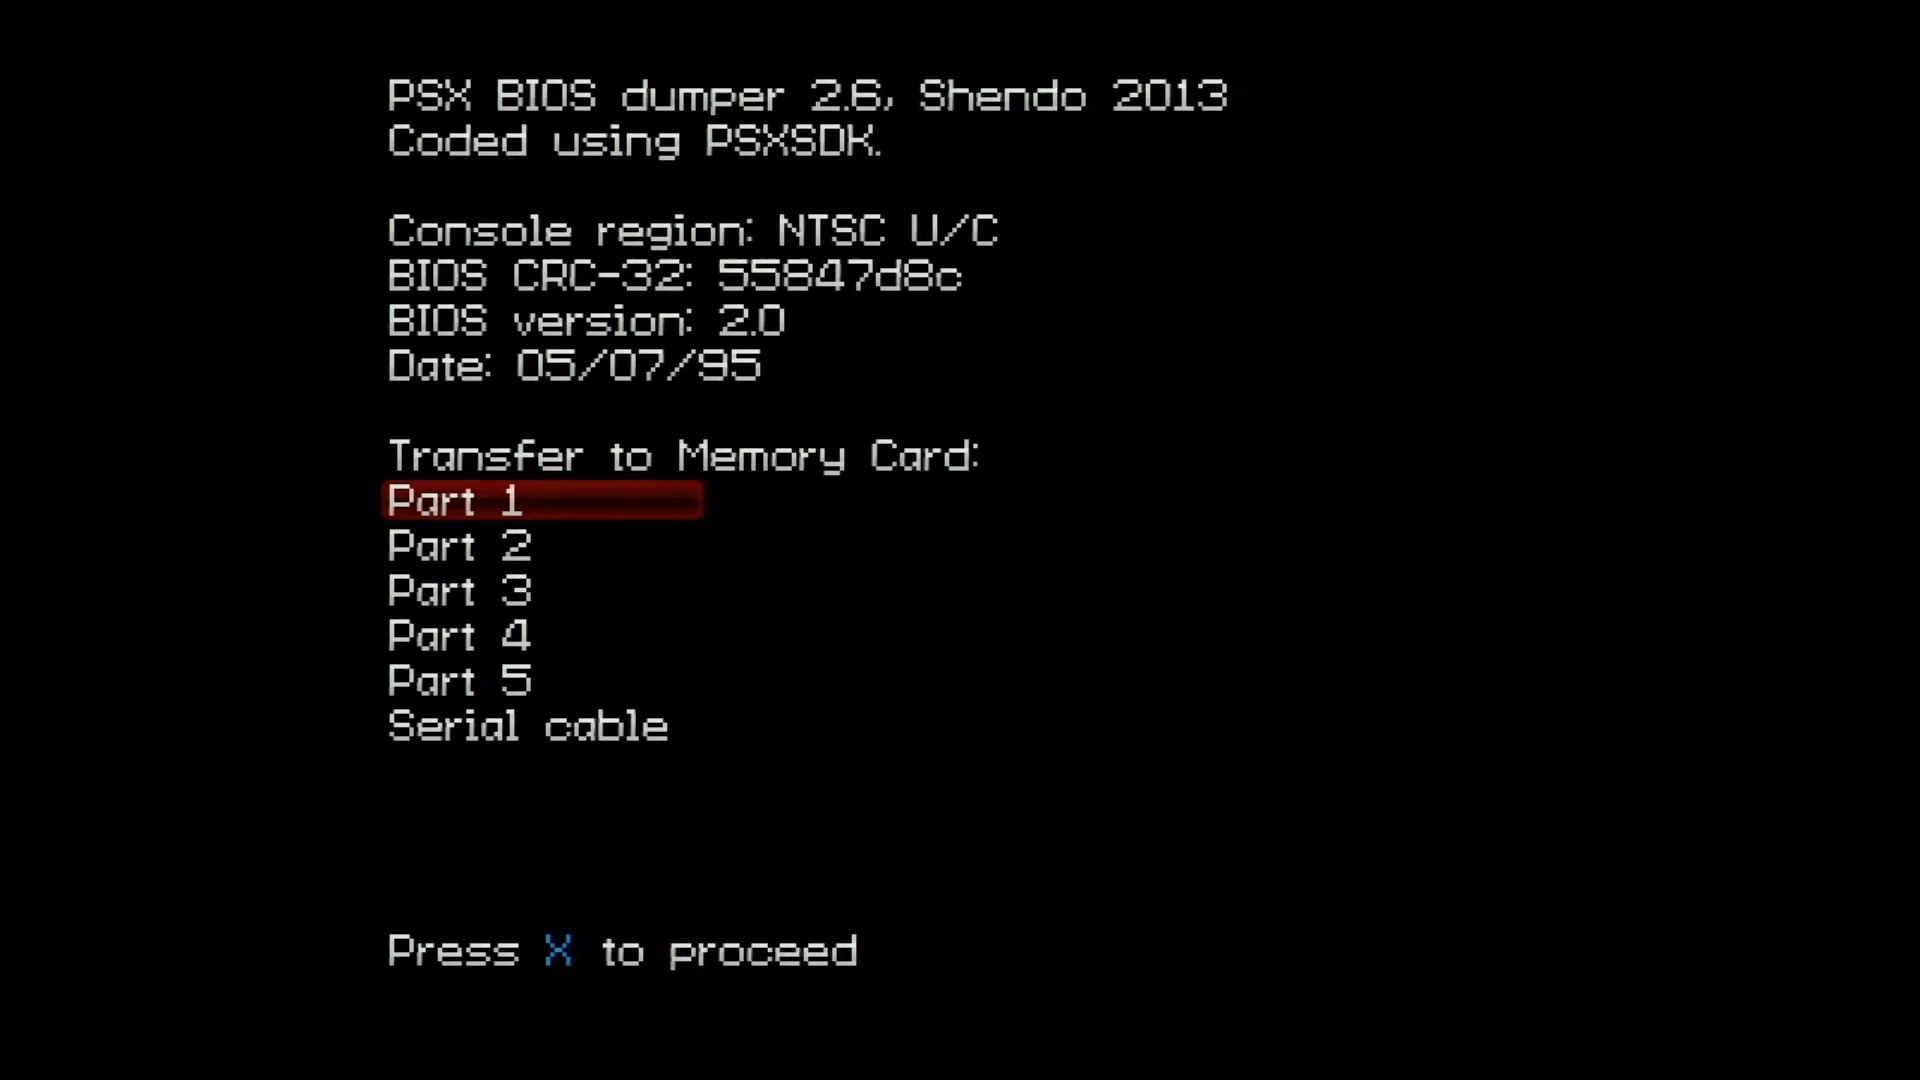 PSX BIOS dumper 2.6, Shendo 2013
Coded using PSXSDK.
Console region: NTSC U/C
BIOS CRC-32: 55847d8c
BIOS version: 2.0
Date: 05/07/95
Transfer to Memory Card:
Part 1
Part 2
Part 3
Part 4
Part 5
Serial cable
Press X to proceed